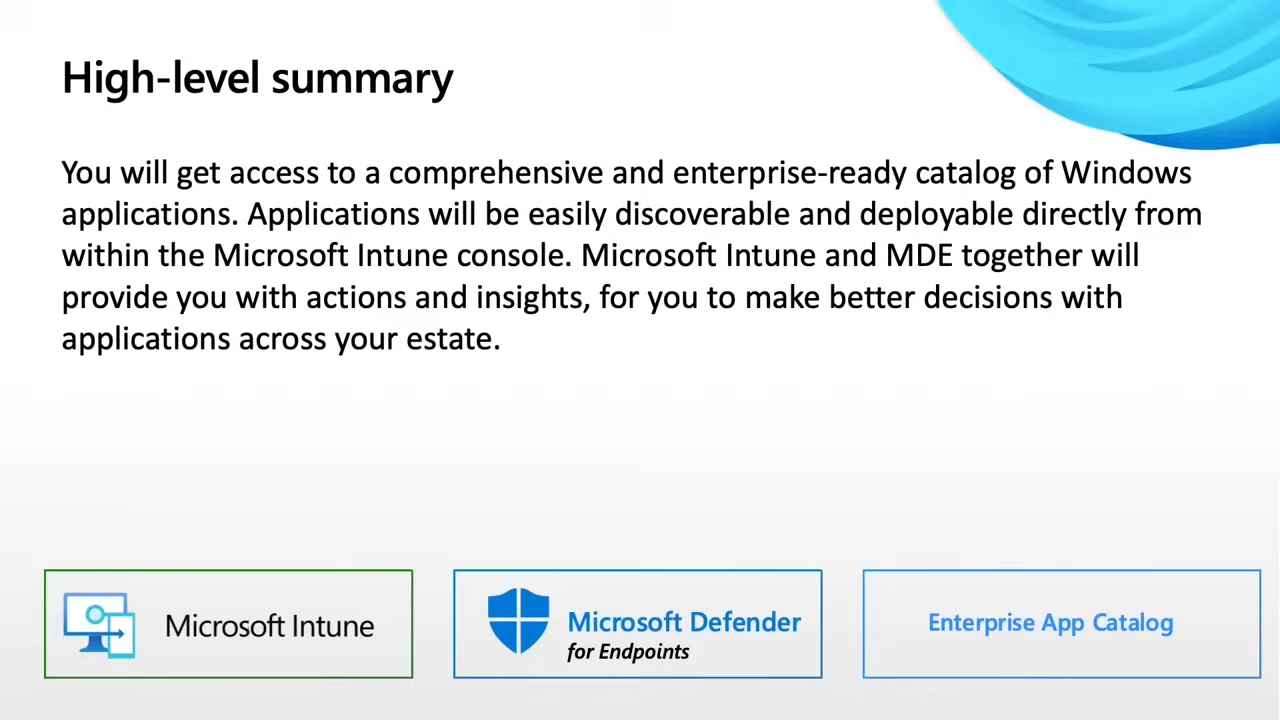 High-level summary
You will get access to a comprehensive and enterprise-ready catalog of Windows
applications. Applications will be easily discoverable and deployable directly from
within the Microsoft Intune console. Microsoft Intune and MDE together will
provide you with actions and insights, for you to make better decisions with
applications across your estate.
Microsoft Intune
Microsoft Defender
for Endpoints
Enterprise App Catalog